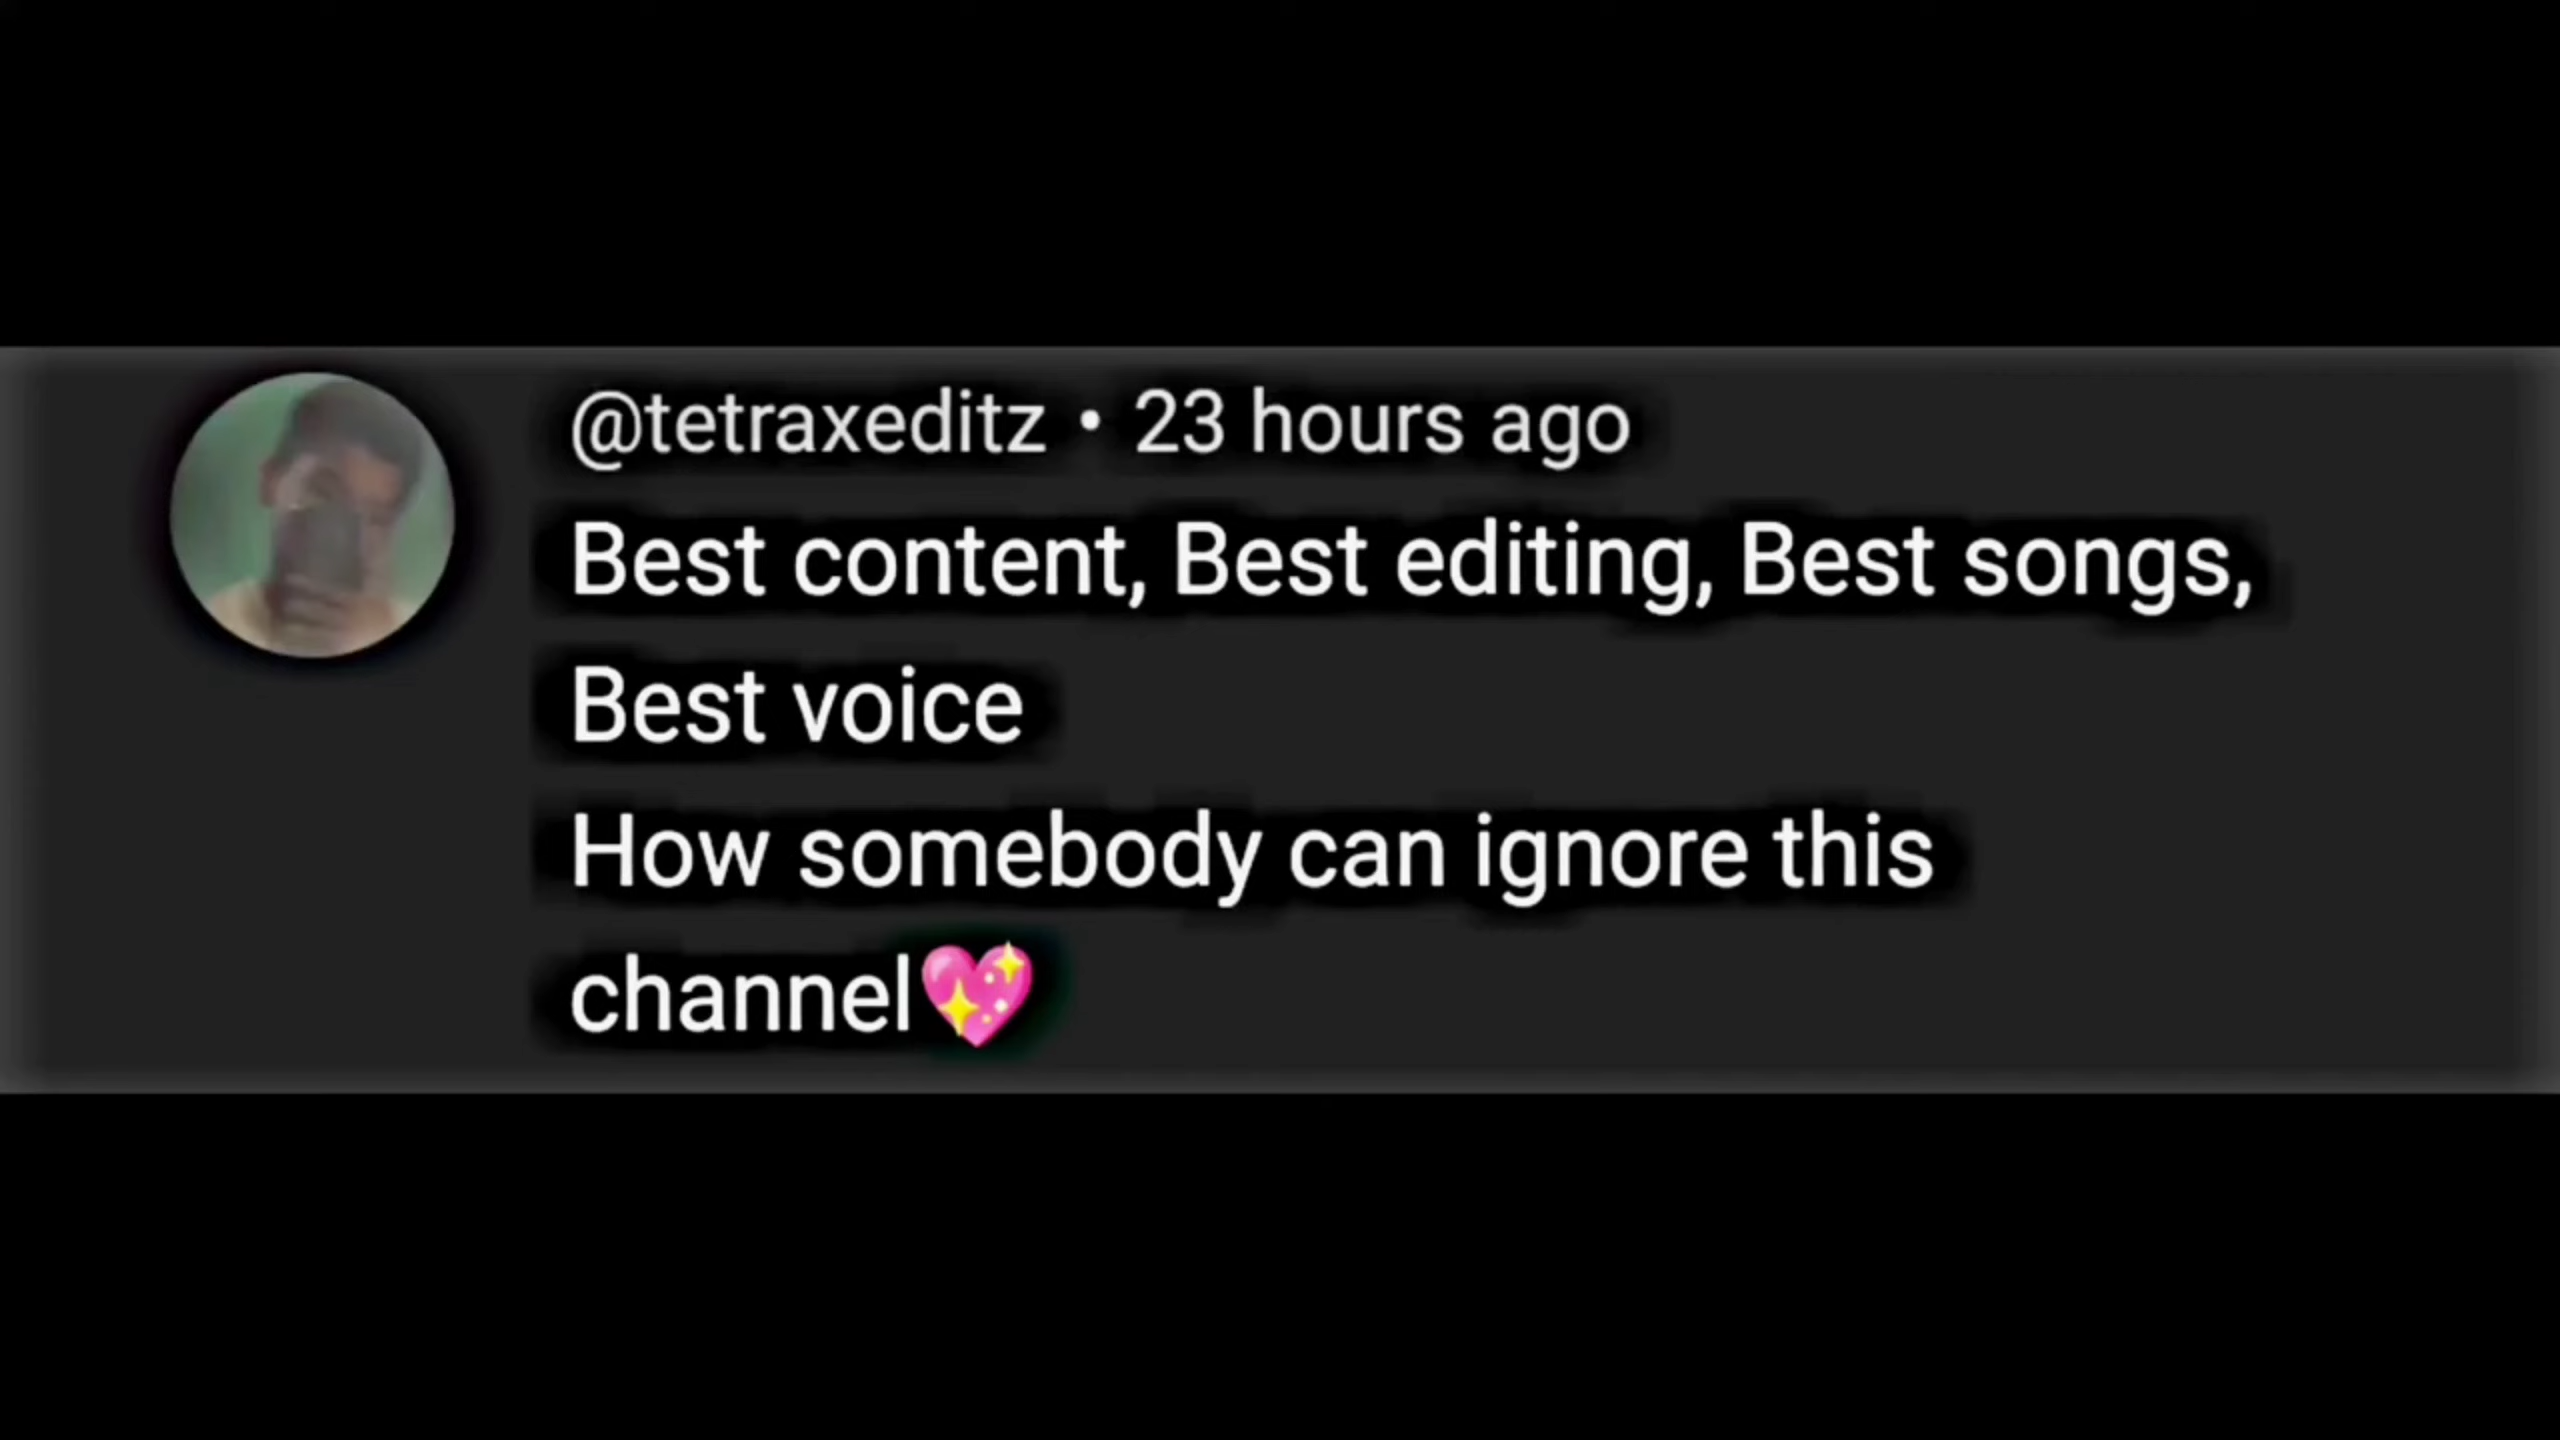 @tetraxeditz • 23 hours ago
Best content, Best editing, Best songs,
Best voice
How somebody can ignore this
channel💖